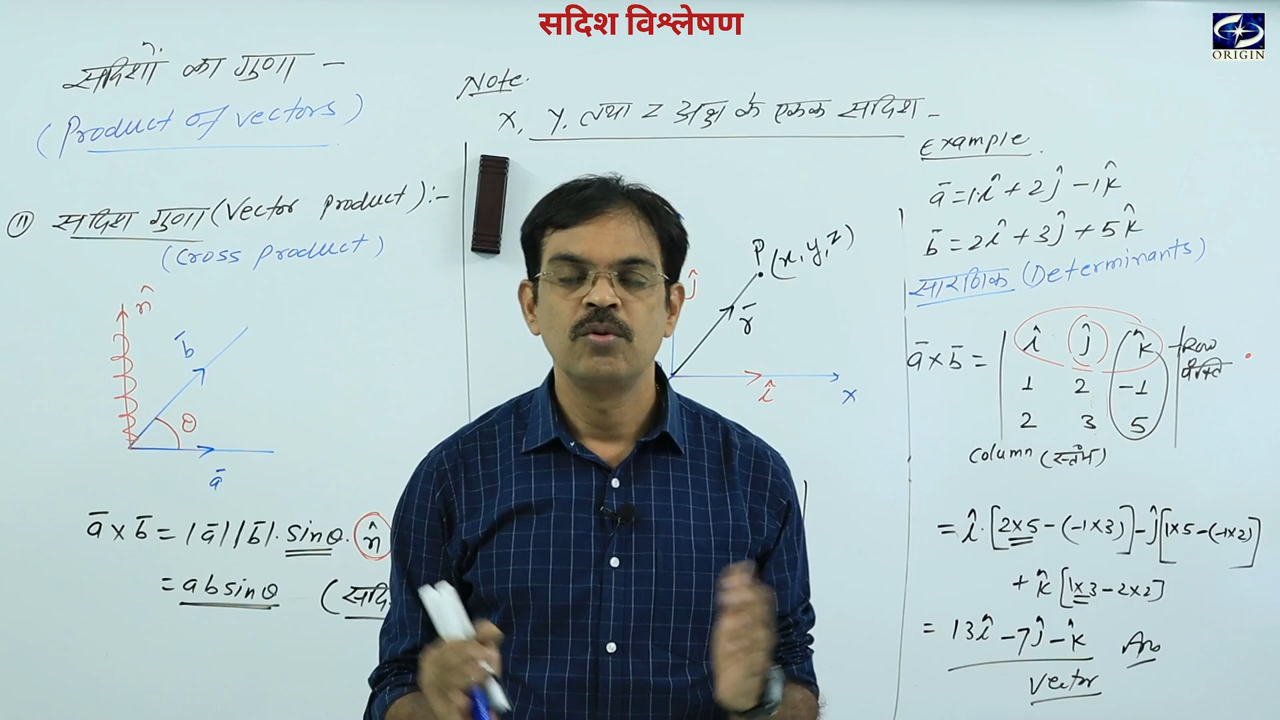 सदिश विश्लेषण
ORIGIN
सदिशों का गुणा –
(Product of vectors)
(ii) सदिश गुणा (Vector Product):-
(Cross product)
n̂
b̄
θ
ā
ā × b̄ = |ā| |b̄|. sinθ. n̂
= ab sinθ (सदि
Note.
x, y, तथा z अक्ष के एकक सदिश –
j
P (x, y, z)
r̄
î
x
Example.
ā = 1î + 2ĵ – 1k̂
b̄ = 2î + 3ĵ + 5k̂
सारणिक (Determinants)
ā × b̄ = | î ĵ k̂ | Row
1 2 -1
2 3 5
Column (स्तंभ)
= î. [2×5 – (-1×3)] – ĵ [1×5 – (-1×2)]
+ k̂ [1×3 – 2×2]
= 13î – 7ĵ – k̂ Ans
Vector